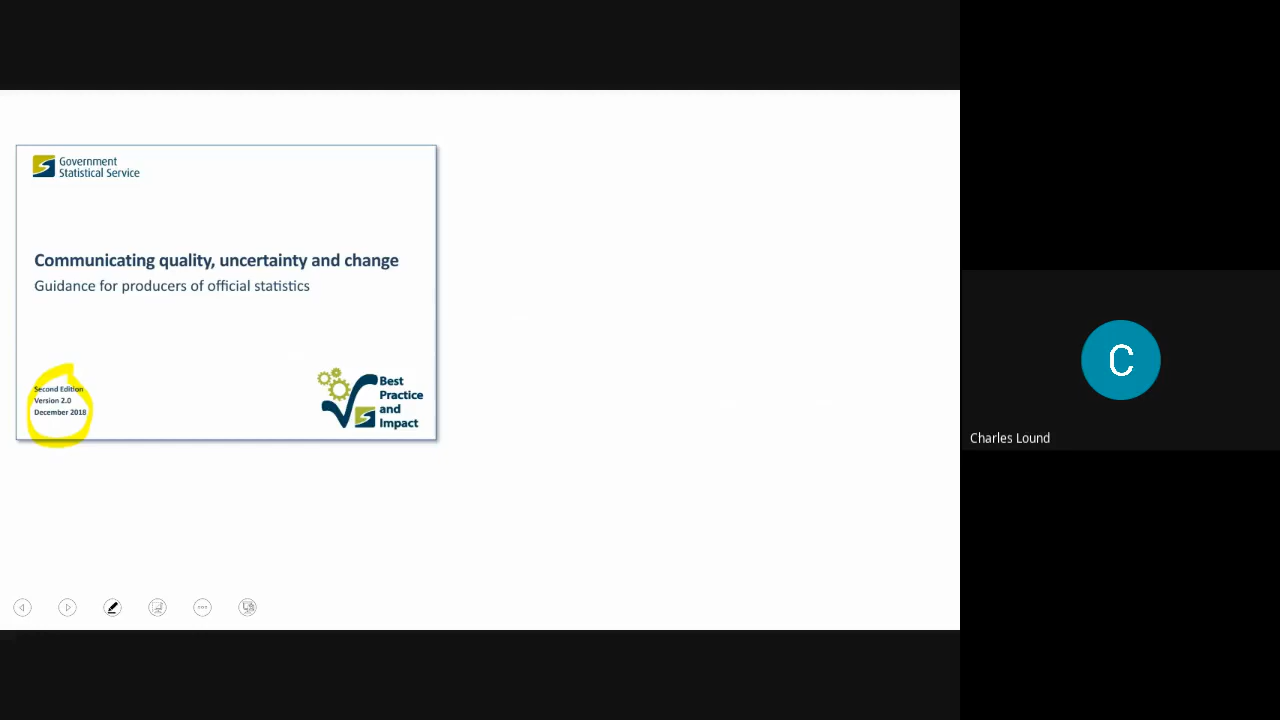 Government
Statistical Service
Communicating quality, uncertainty and change
Guidance for producers of official statistics
Second Edition
Version 2.0
December 2018
Best
Practice
and
Impact
C
Charles Lound